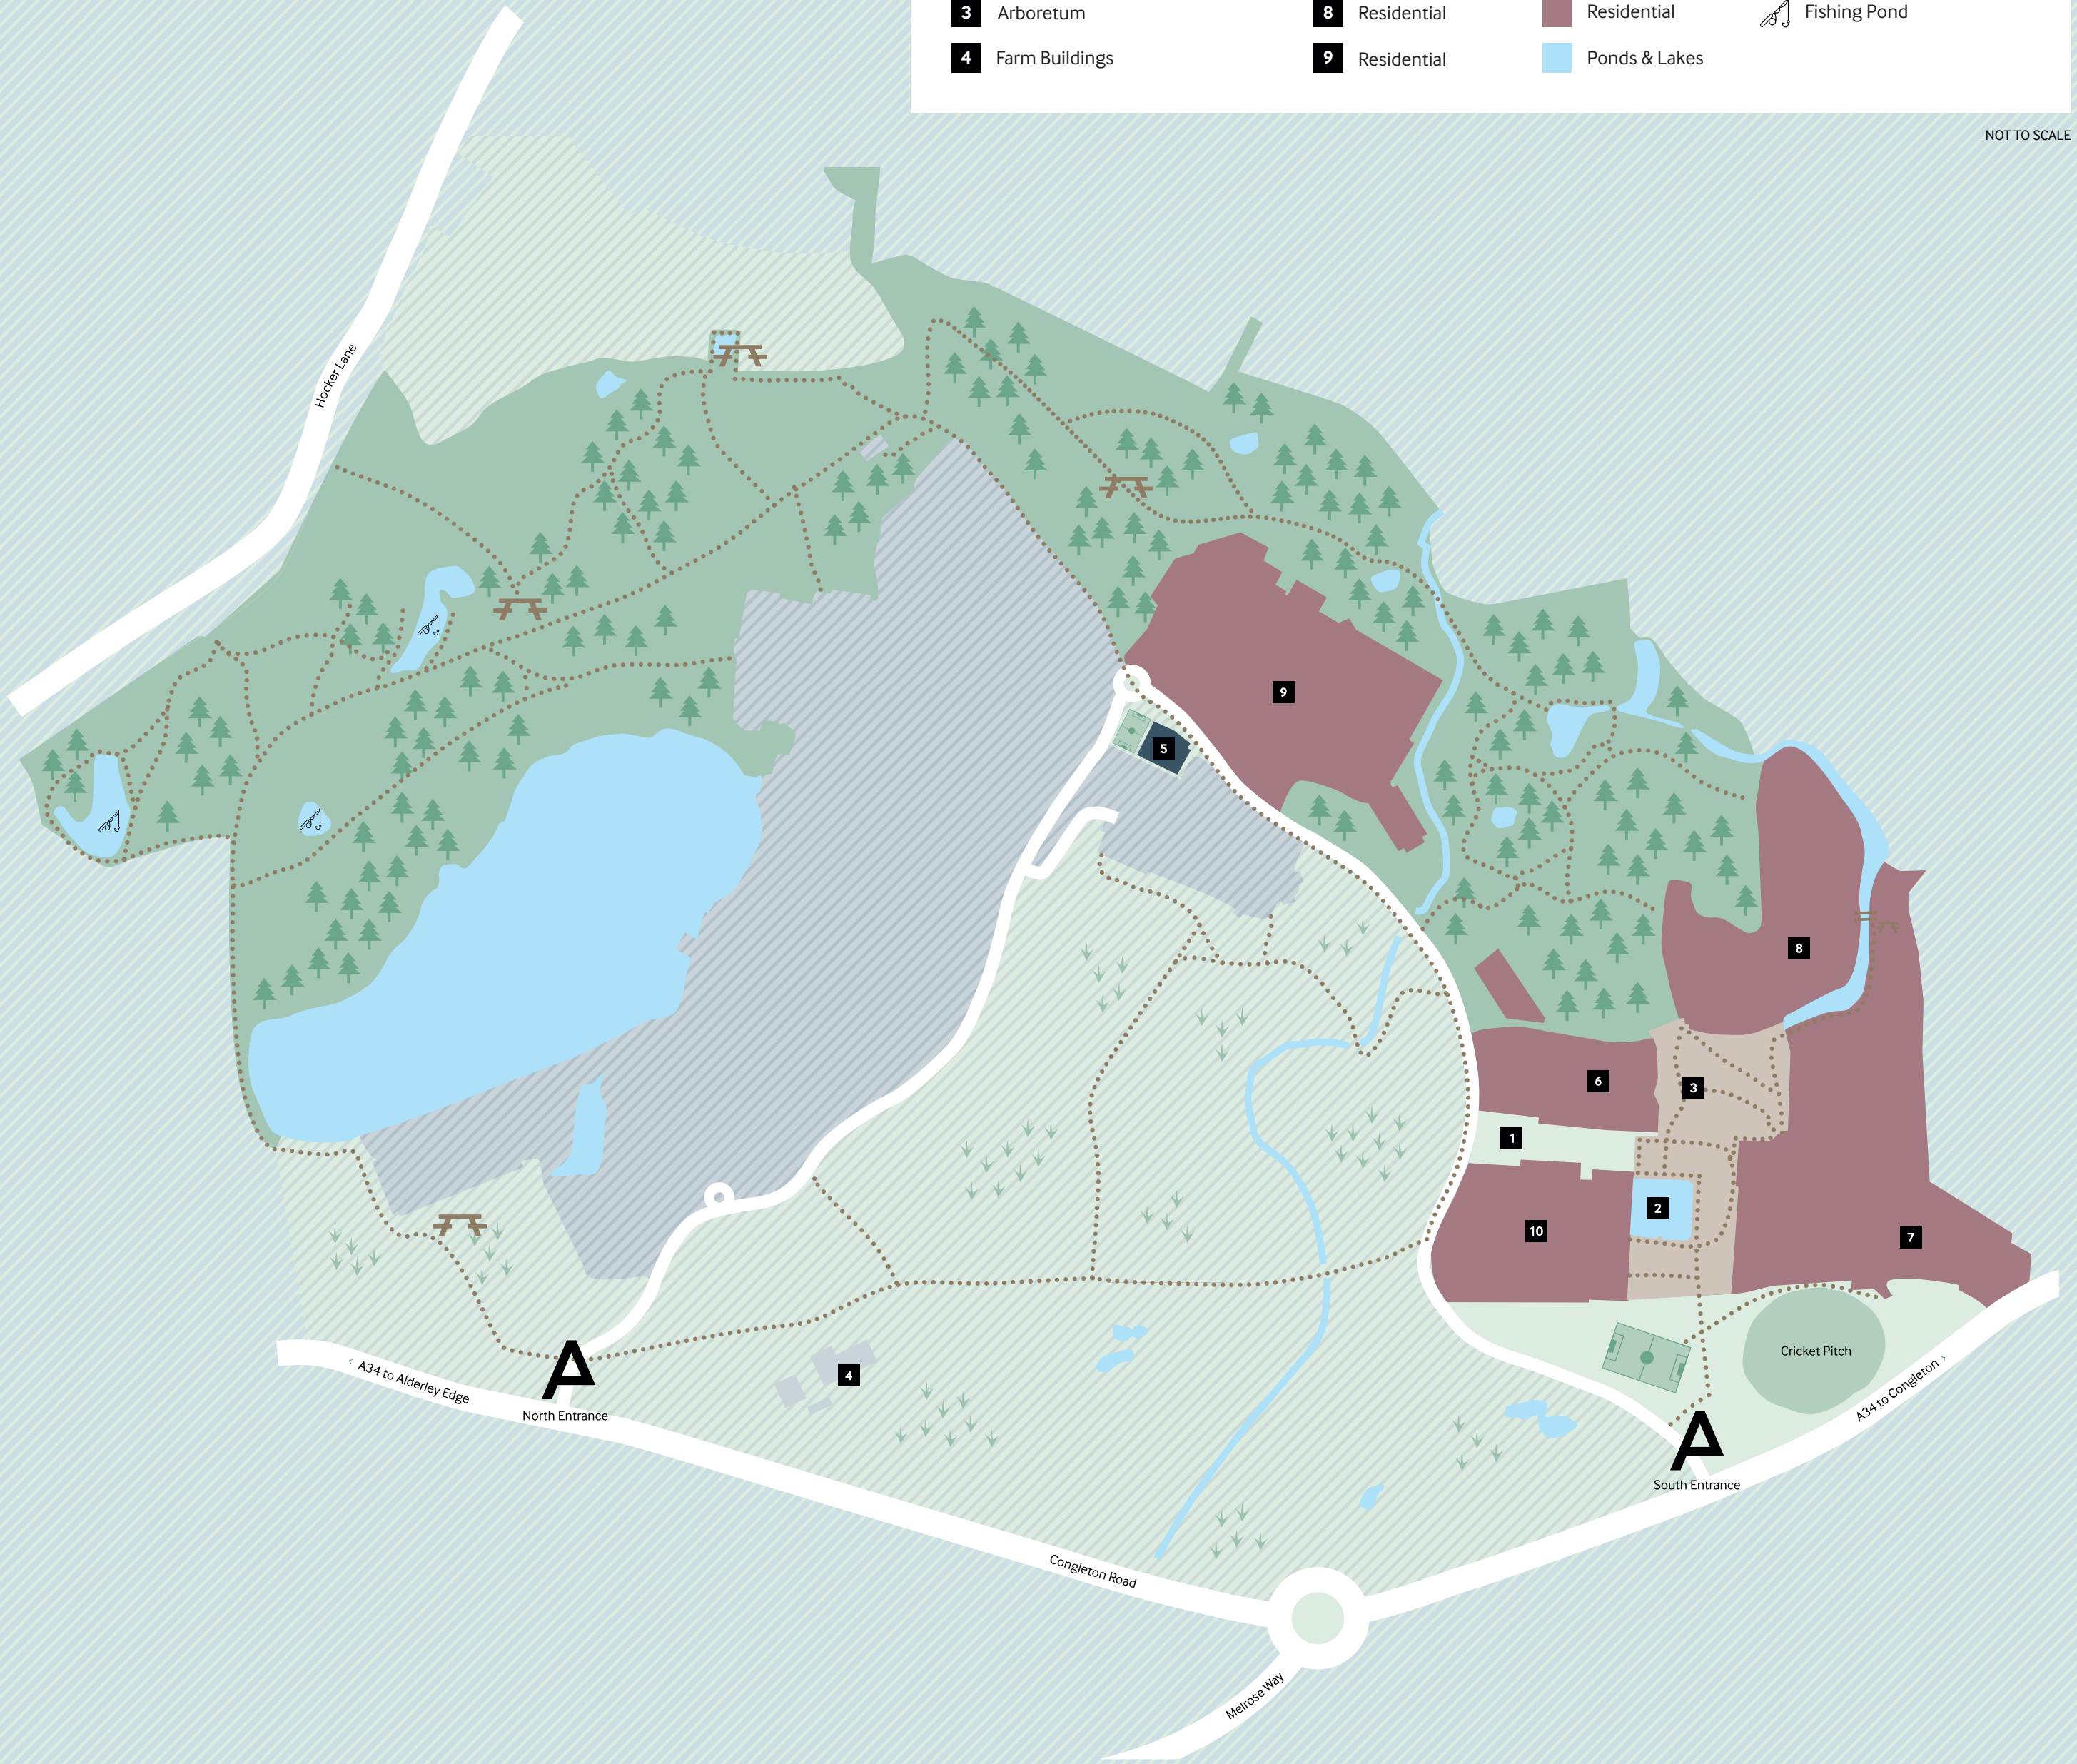 3 Arboretum
8 Residential
Residential
Fishing Pond
4 Farm Buildings
9 Residential
Ponds & Lakes
NOT TO SCALE
Hocker Lane
9
5
8
6
3
1
2
10
7
Cricket Pitch
4
‹ A34 to Alderley Edge
A34 to Congleton ›
North Entrance
South Entrance
Congleton Road
Melrose Way